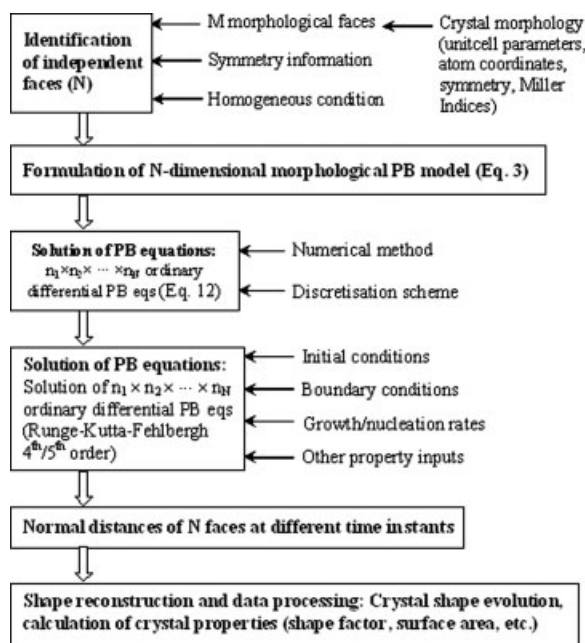 Identification
of independent
faces (N)
M morphological faces
Symmetry information
Homogeneous condition
Crystal morphology
(unitcell parameters,
atom coordinates,
symmetry, Miller
Indices)
Formulation of N-dimensional morphological PB model (Eq. 3)
Solution of PB equations:
n₁×n₂× ··· ×n_N ordinary
differential PB eqs (Eq. 12)
Numerical method
Discretisation scheme
Solution of PB equations:
Solution of n₁ × n₂ × ··· × n_N
ordinary differential PB eqs
(Runge-Kutta-Fehlbergh
4th/5th order)
Initial conditions
Boundary conditions
Growth/nucleation rates
Other property inputs
Normal distances of N faces at different time instants
Shape reconstruction and data processing: Crystal shape evolution,
calculation of crystal properties (shape factor, surface area, etc.)